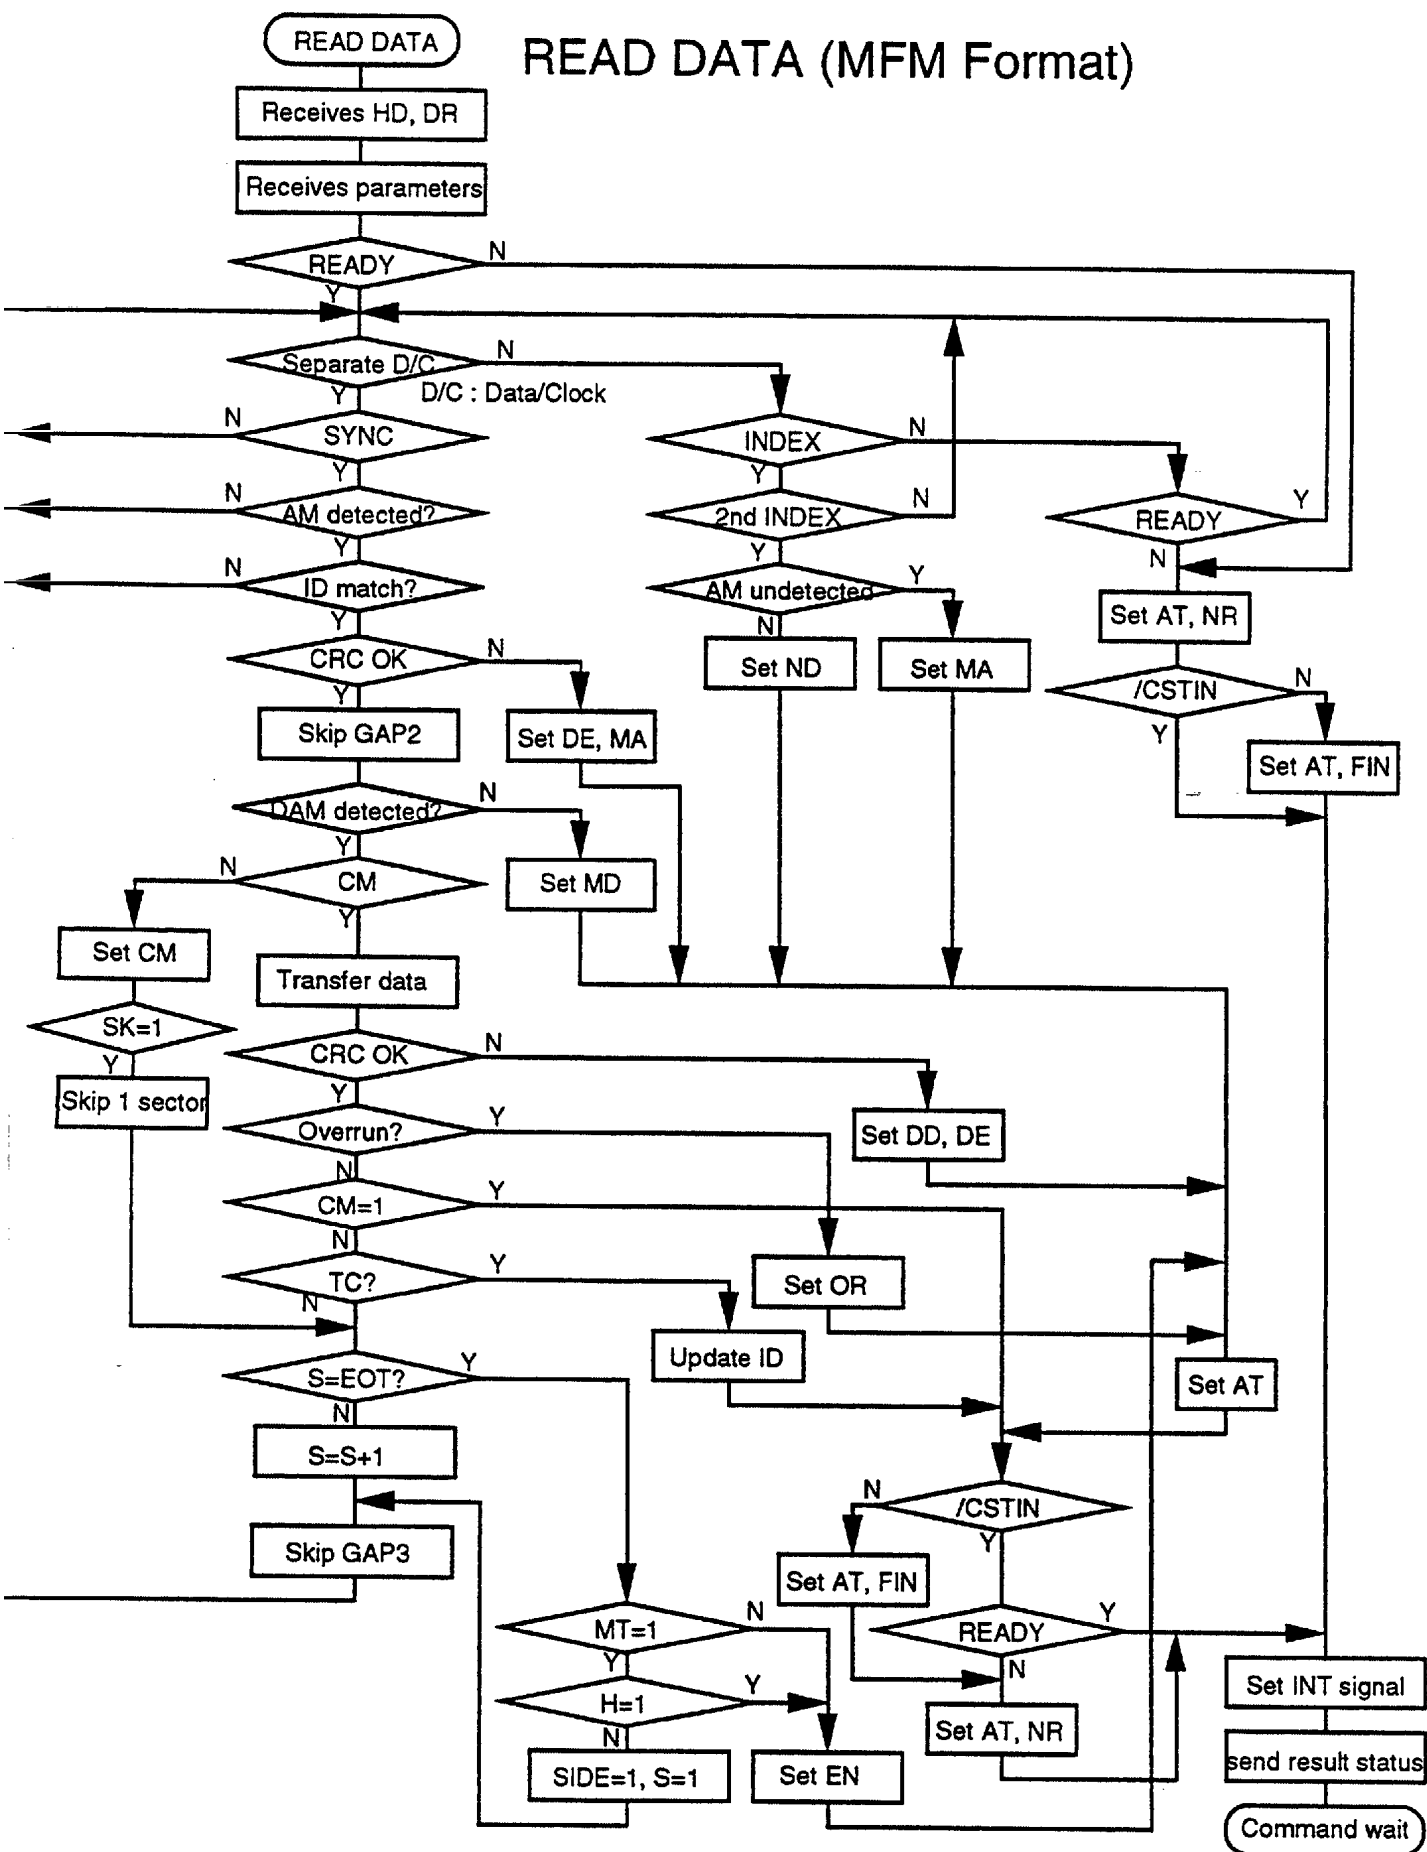 READ DATA
READ DATA (MFM Format)
Receives HD, DR
Receives parameters
N
READY
Y
N
Separate D/C
Y
D/C : Data/Clock
N
SYNC
Y
INDEX
N
Y
N
AM detected?
Y
2nd INDEX
N
Y
READY
Y
N
N
ID match?
Y
AM undetected
Y
N
Set AT, NR
CRC OK
N
Y
Set ND
Set MA
/CSTIN
N
Y
Skip GAP2
Set DE, MA
Set AT, FIN
DAM detected?
N
Y
N
CM
Y
Set MD
Set CM
Transfer data
SK=1
Y
CRC OK
N
Y
Skip 1 sector
Overrun?
Y
N
Set DD, DE
CM=1
Y
N
TC?
Y
N
Set OR
Update ID
S=EOT?
Y
N
Set AT
S=S+1
N
/CSTIN
Y
Skip GAP3
Set AT, FIN
MT=1
N
Y
READY
Y
N
H=1
Y
N
Set INT signal
Set AT, NR
SIDE=1, S=1
Set EN
send result status
Command wait